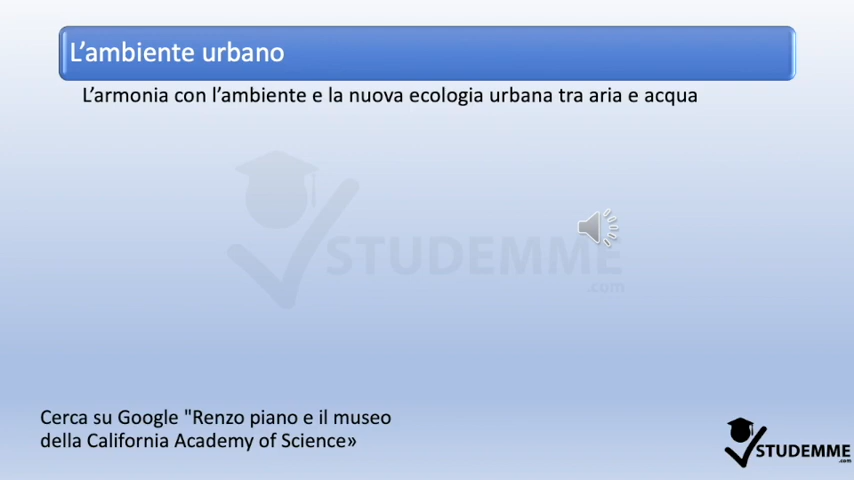 L'ambiente urbano
L'armonia con l'ambiente e la nuova ecologia urbana tra aria e acqua
STUDEMME
.com
Cerca su Google "Renzo piano e il museo
della California Academy of Science»
STUDEMME
.com